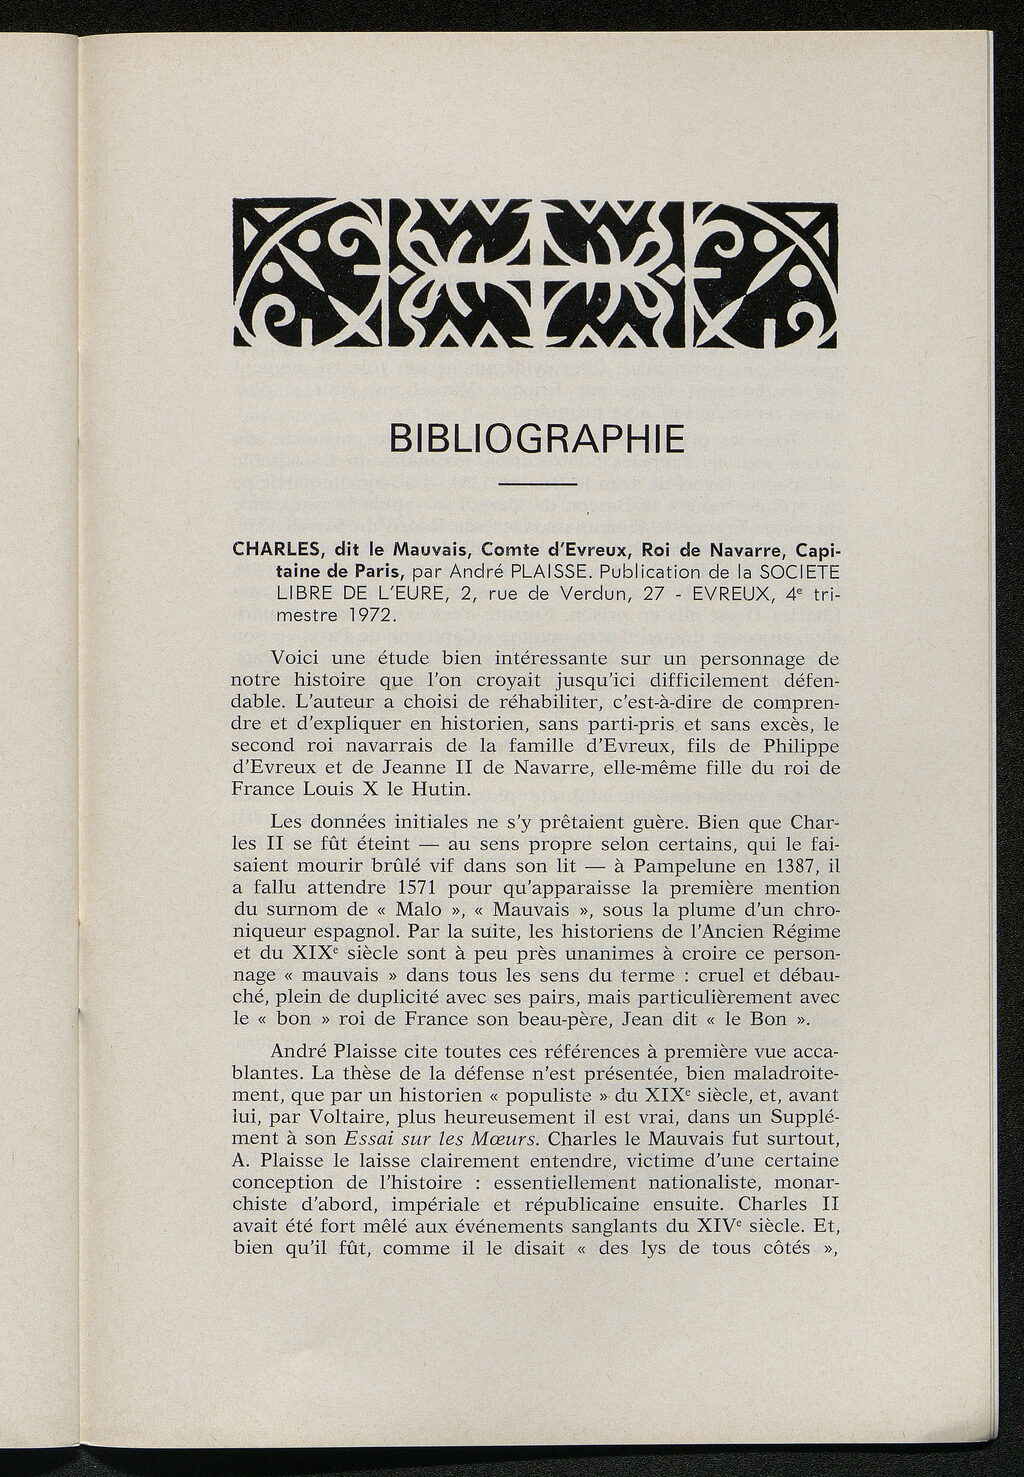 BIBLIOGRAPHIE
CHARLES, dit le Mauvais, Comte d'Evreux, Roi de Navarre, Capi-
taine de Paris, par André PLAISSE. Publication de la SOCIETE
LIBRE DE L'EURE, 2, rue de Verdun, 27 - EVREUX, 4e tri-
mestre 1972.
Voici une étude bien intéressante sur un personnage de
notre histoire que l'on croyait jusqu'ici difficilement défen-
dable. L'auteur a choisi de réhabiliter, c'est-à-dire de compren-
dre et d'expliquer en historien, sans parti-pris et sans excès, le
second roi navarrais de la famille d'Evreux, fils de Philippe
d'Evreux et de Jeanne II de Navarre, elle-même fille du roi de
France Louis X le Hutin.
Les données initiales ne s'y prêtaient guère. Bien que Char-
les II se fût éteint — au sens propre selon certains, qui le fai-
saient mourir brûlé vif dans son lit — à Pampelune en 1387, il
a fallu attendre 1571 pour qu'apparaisse la première mention
du surnom de « Malo », « Mauvais », sous la plume d'un chro-
niqueur espagnol. Par la suite, les historiens de l'Ancien Régime
et du XIXe siècle sont à peu près unanimes à croire ce person-
nage « mauvais » dans tous les sens du terme : cruel et débau-
ché, plein de duplicité avec ses pairs, mais particulièrement avec
le « bon » roi de France son beau-père, Jean dit « le Bon ».
André Plaisse cite toutes ces références à première vue acca-
blantes. La thèse de la défense n'est présentée, bien maladroite-
ment, que par un historien « populiste » du XIXe siècle, et, avant
lui, par Voltaire, plus heureusement il est vrai, dans un Supplé-
ment à son Essai sur les Mœurs. Charles le Mauvais fut surtout,
A. Plaisse le laisse clairement entendre, victime d'une certaine
conception de l'histoire : essentiellement nationaliste, monar-
chiste d'abord, impériale et républicaine ensuite. Charles II
avait été fort mêlé aux événements sanglants du XIVe siècle. Et,
bien qu'il fût, comme il le disait « des lys de tous côtés »,